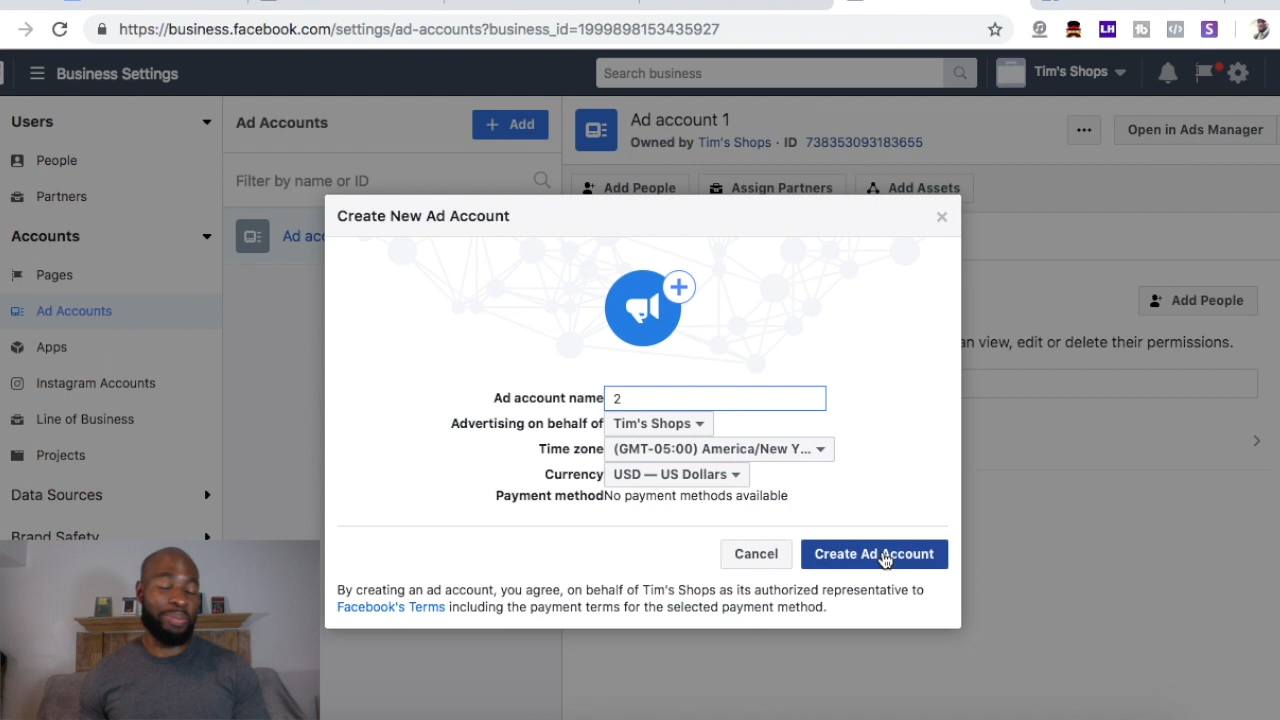 https://business.facebook.com/settings/ad-accounts?business_id=1999898153435927
LH
tb
</>
S
Business Settings
Search business
Tim's Shops
Users
People
Partners
Accounts
Pages
Ad Accounts
Apps
Instagram Accounts
Line of Business
Projects
Data Sources
Brand Safety
Ad Accounts
+ Add
Filter by name or ID
Ad acc
Ad account 1
Owned by Tim's Shops · ID 738353093183655
...
Open in Ads Manager
Add People
Assign Partners
Add Assets
Add People
an view, edit or delete their permissions.
Create New Ad Account
×
Ad account name 2
Advertising on behalf of Tim's Shops
Time zone (GMT-05:00) America/New Y...
Currency USD — US Dollars
Payment method No payment methods available
Cancel
Create Ad Account
By creating an ad account, you agree, on behalf of Tim's Shops as its authorized representative to
Facebook's Terms including the payment terms for the selected payment method.